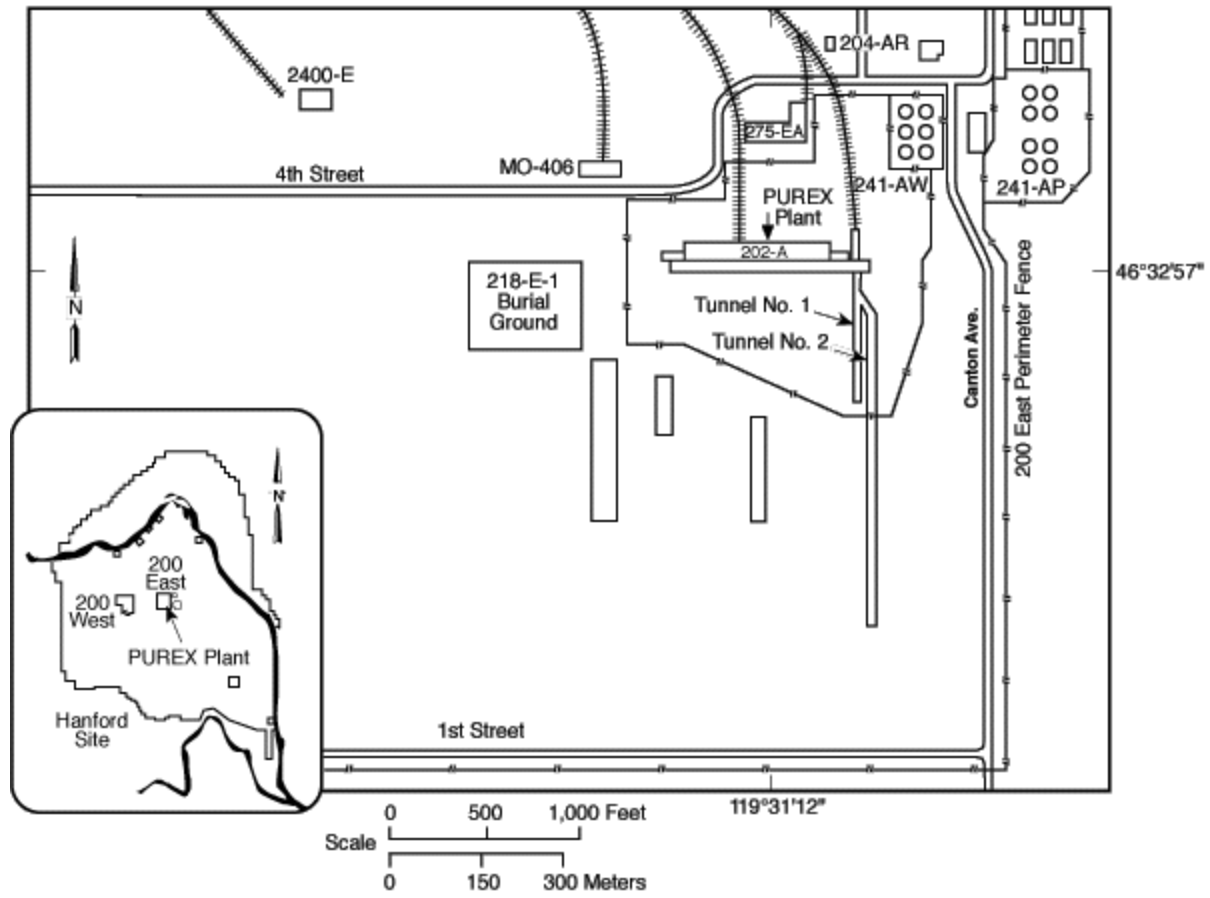 204-AR
2400-E
275-EA
MO-406
4th Street
241-AW
241-AP
PUREX
Plant
202-A
46°32'57"
218-E-1
Burial
Ground
N
Tunnel No. 1
Tunnel No. 2
Canton Ave.
200 East Perimeter Fence
N
200
East
200
West
PUREX Plant
Hanford
Site
1st Street
119°31'12"
0 500 1,000 Feet
Scale
0 150 300 Meters